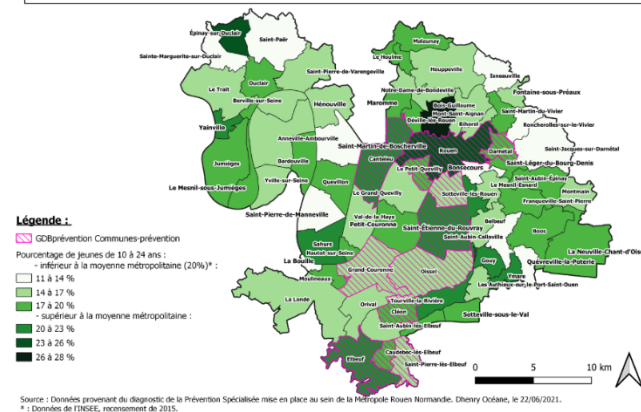 Épinay-sur-Duclair
Saint-Paër
Sainte-Marguerite-sur-Duclair
Malaunay
Le Houlme
Houppeville
Isneauville
Saint-Pierre-de-Varengeville
Duclair
Le Trait
Notre-Dame-de-Bondeville
Fontaine-sous-Préaux
Berville-sur-Seine
Hénouville
Maromme
Bois-Guillaume
Mont-Saint-Aignan
Saint-Martin-du-Vivier
Déville-lès-Rouen
Bihorel
Roncherolles-sur-le-Vivier
Yainville
Anneville-Ambourville
Saint-Martin-de-Boscherville
Rouen
Saint-Jacques-sur-Darnétal
Canteleu
Darnétal
Bardouville
Le Petit-Quevilly
Bonsecours
Saint-Léger-du-Bourg-Denis
Jumièges
Saint-Aubin-Épinay
Le Mesnil-sous-Jumièges
Yville-sur-Seine
Quevillon
Le Grand-Quevilly
Sotteville-lès-Rouen
Le Mesnil-Esnard
Montmain
Franqueville-Saint-Pierre
Saint-Pierre-de-Manneville
Val-de-la-Haye
Petit-Couronne
Saint-Étienne-du-Rouvray
Belbeuf
Boos
Saint-Aubin-Celloville
Sahurs
La Neuville-Chant-d'Ois
Hautot-sur-Seine
La Bouille
Gouy
Quévreville-la-Poterie
Grand-Couronne
Oissel
Ymare
Moulineaux
Les Authieux-sur-le-Port-Saint-Ouen
La Londe
Orival
Tourville-la-Rivière
Cléon
Sotteville-sous-le-Val
Saint-Aubin-lès-Elbeuf
Elbeuf
Caudebec-lès-Elbeuf
Saint-Pierre-lès-Elbeuf
Légende :
GDBprévention Communes-prévention
Pourcentage de jeunes de 10 à 24 ans :
- inférieur à la moyenne métropolitaine (20%)* :
11 à 14 %
14 à 17%
17 à 20 %
- supérieur à la moyenne métropolitaine :
20 à 23 %
23 à 26 %
26 à 28 %
0 5 10 km
Source : Données provenant du diagnostic de la Prévention Spécialisée mise en place au sein de la Métropole Rouen Normandie. Dhenry Océane, le 22/06/2021.
* : Données de l'INSEE, recensement de 2015.